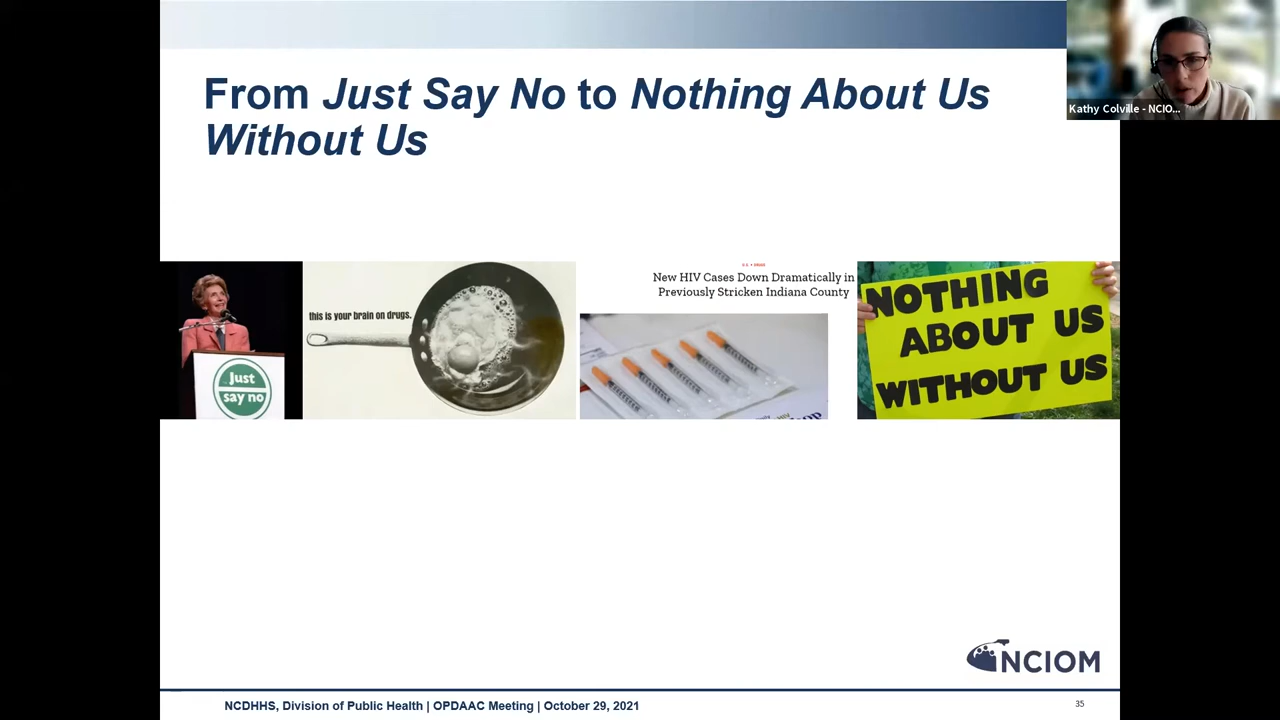 From Just Say No to Nothing About Us
Without Us
Kathy Colville - NCIO...
Just
say no
this is your brain on drugs.
New HIV Cases Down Dramatically in
Previously Stricken Indiana County
HIV
NOTHING
ABOUT US
WITHOUT US
NCIOM
NCDHHS, Division of Public Health | OPDAAC Meeting | October 29, 2021
35